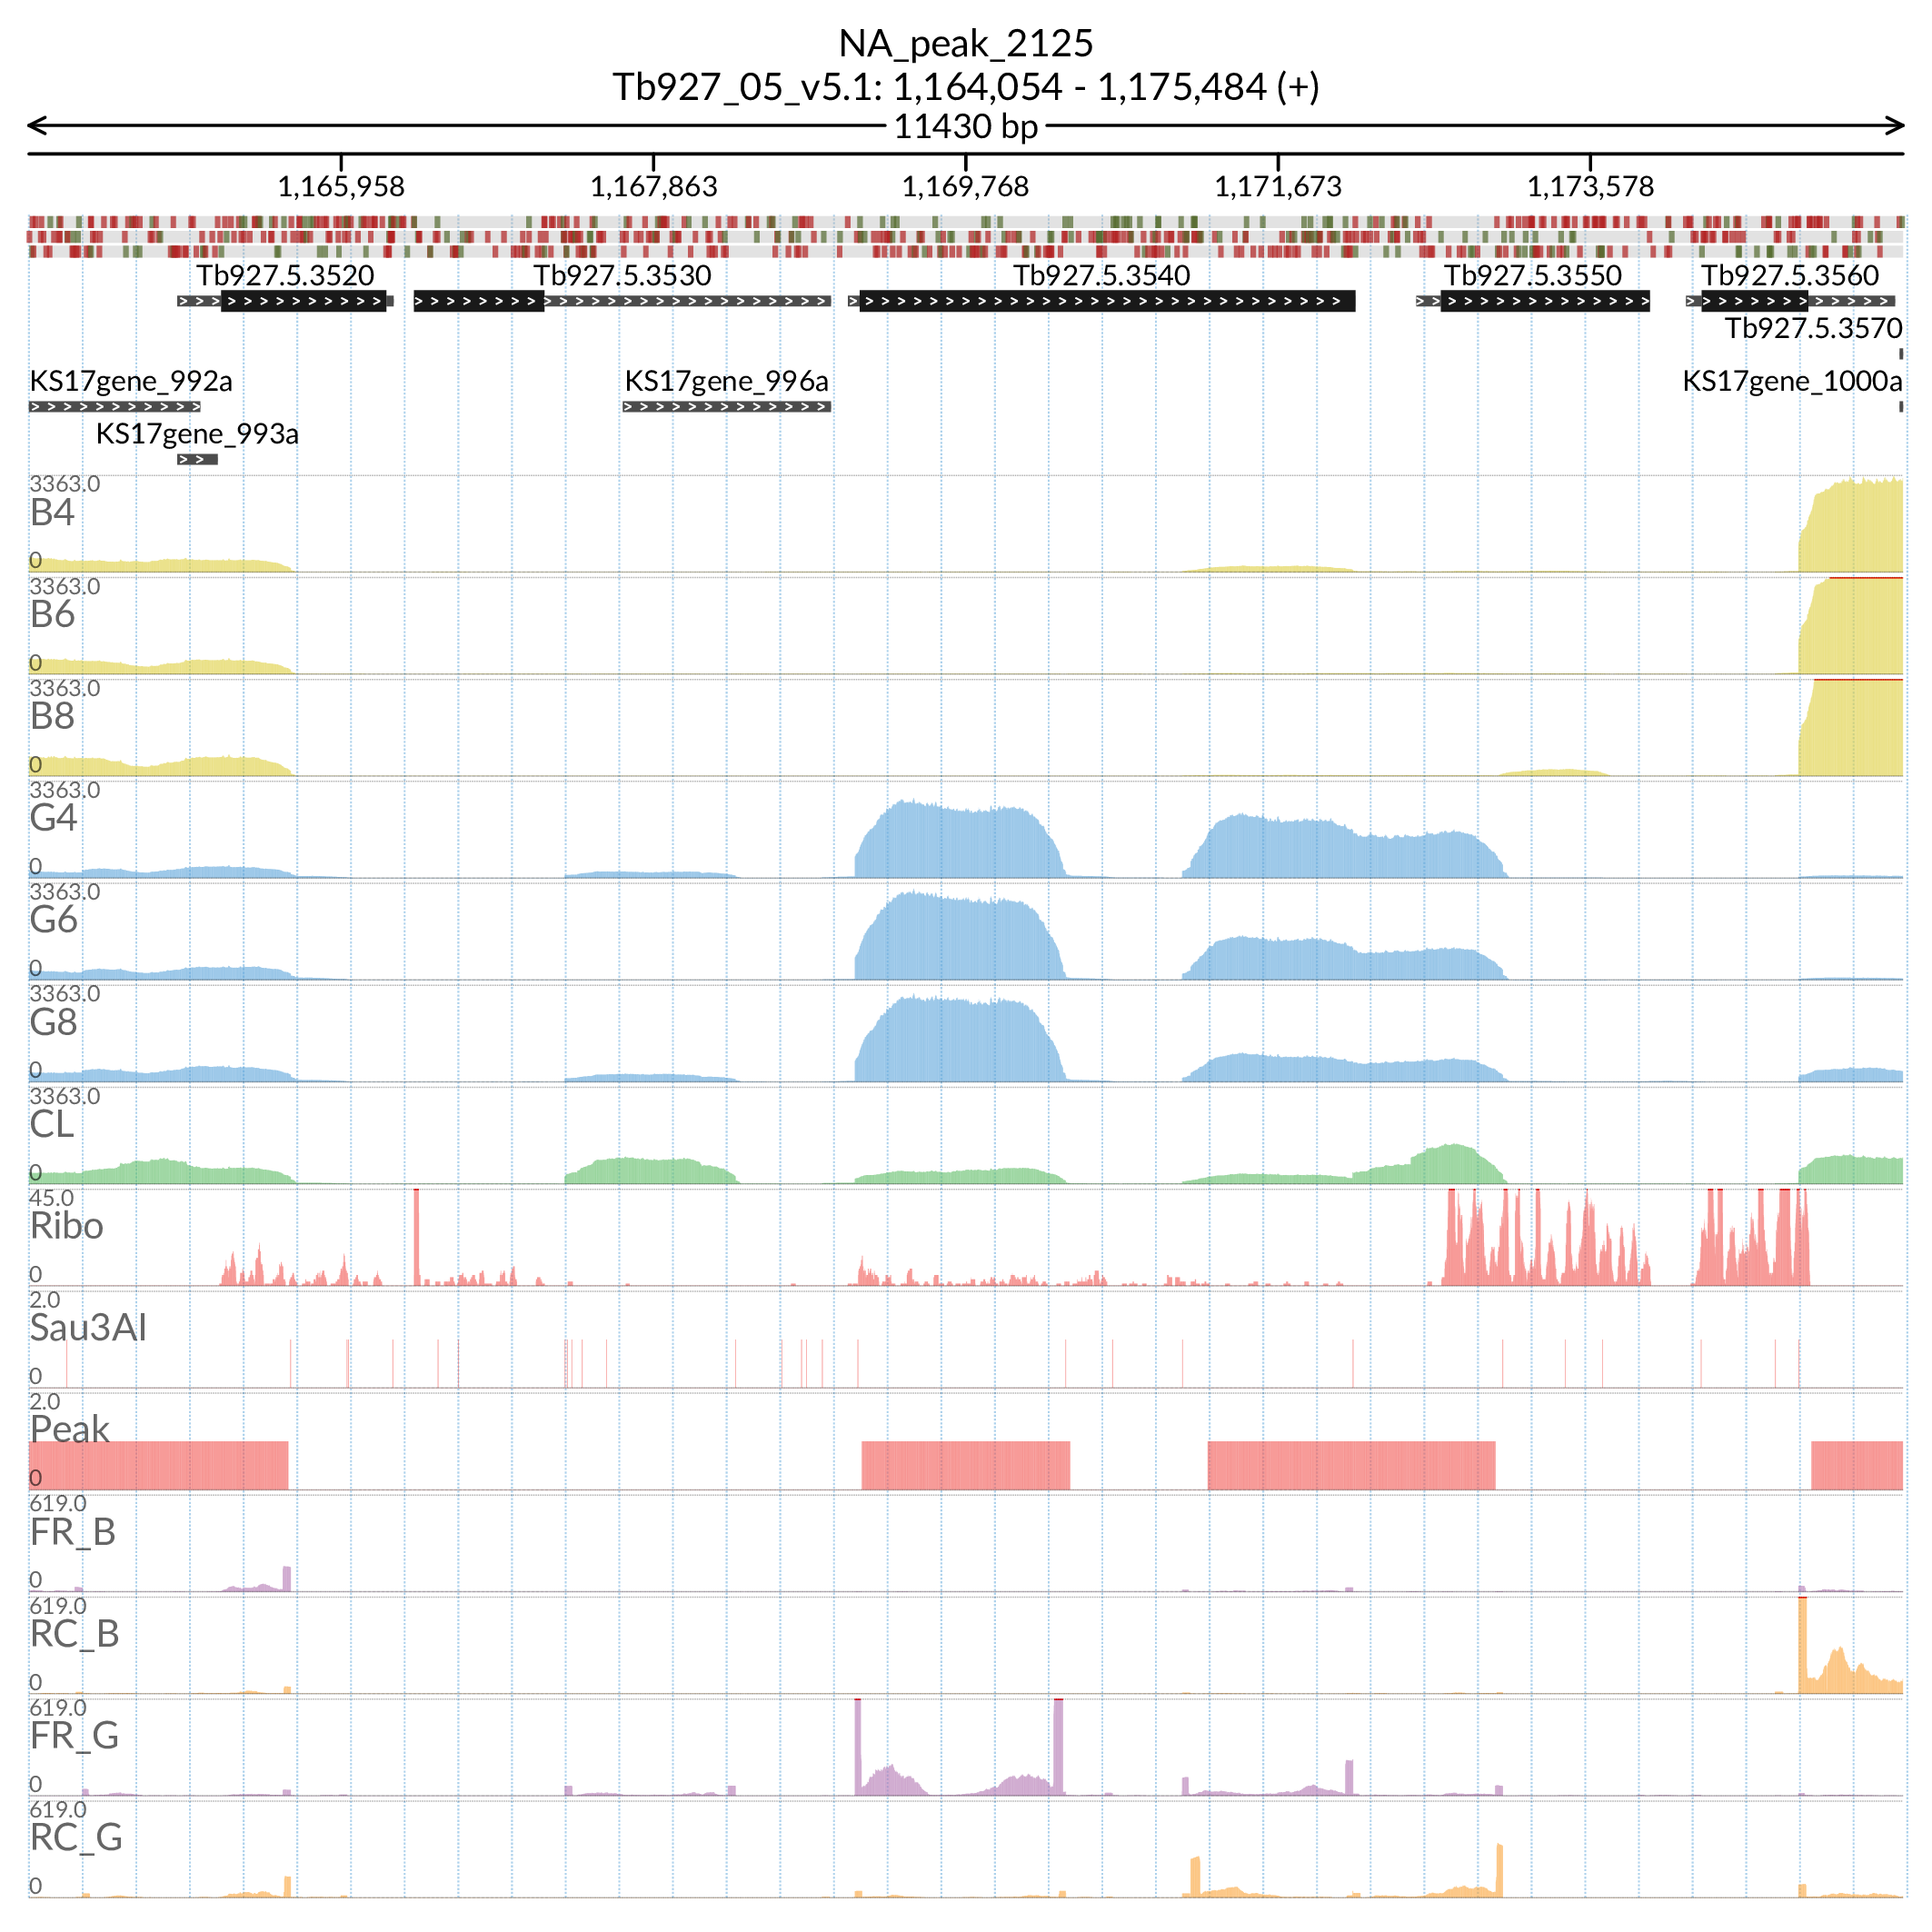 NA_peak_2125
Tb927_05_v5.1: 1,164,054 - 1,175,484 (+)
11430 bp
1,165,958 1,167,863 1,169,768 1,171,673 1,173,578
Tb927.5.3520 Tb927.5.3530 Tb927.5.3540 Tb927.5.3550 Tb927.5.3560
Tb927.5.3570
KS17gene_992a KS17gene_996a KS17gene_1000a
KS17gene_993a
3363.0
B4
0
3363.0
B6
0
3363.0
B8
0
3363.0
G4
0
3363.0
G6
0
3363.0
G8
0
3363.0
CL
0
45.0
Ribo
0
2.0
Sau3AI
0
2.0
Peak
0
619.0
FR_B
0
619.0
RC_B
0
619.0
FR_G
0
619.0
RC_G
0